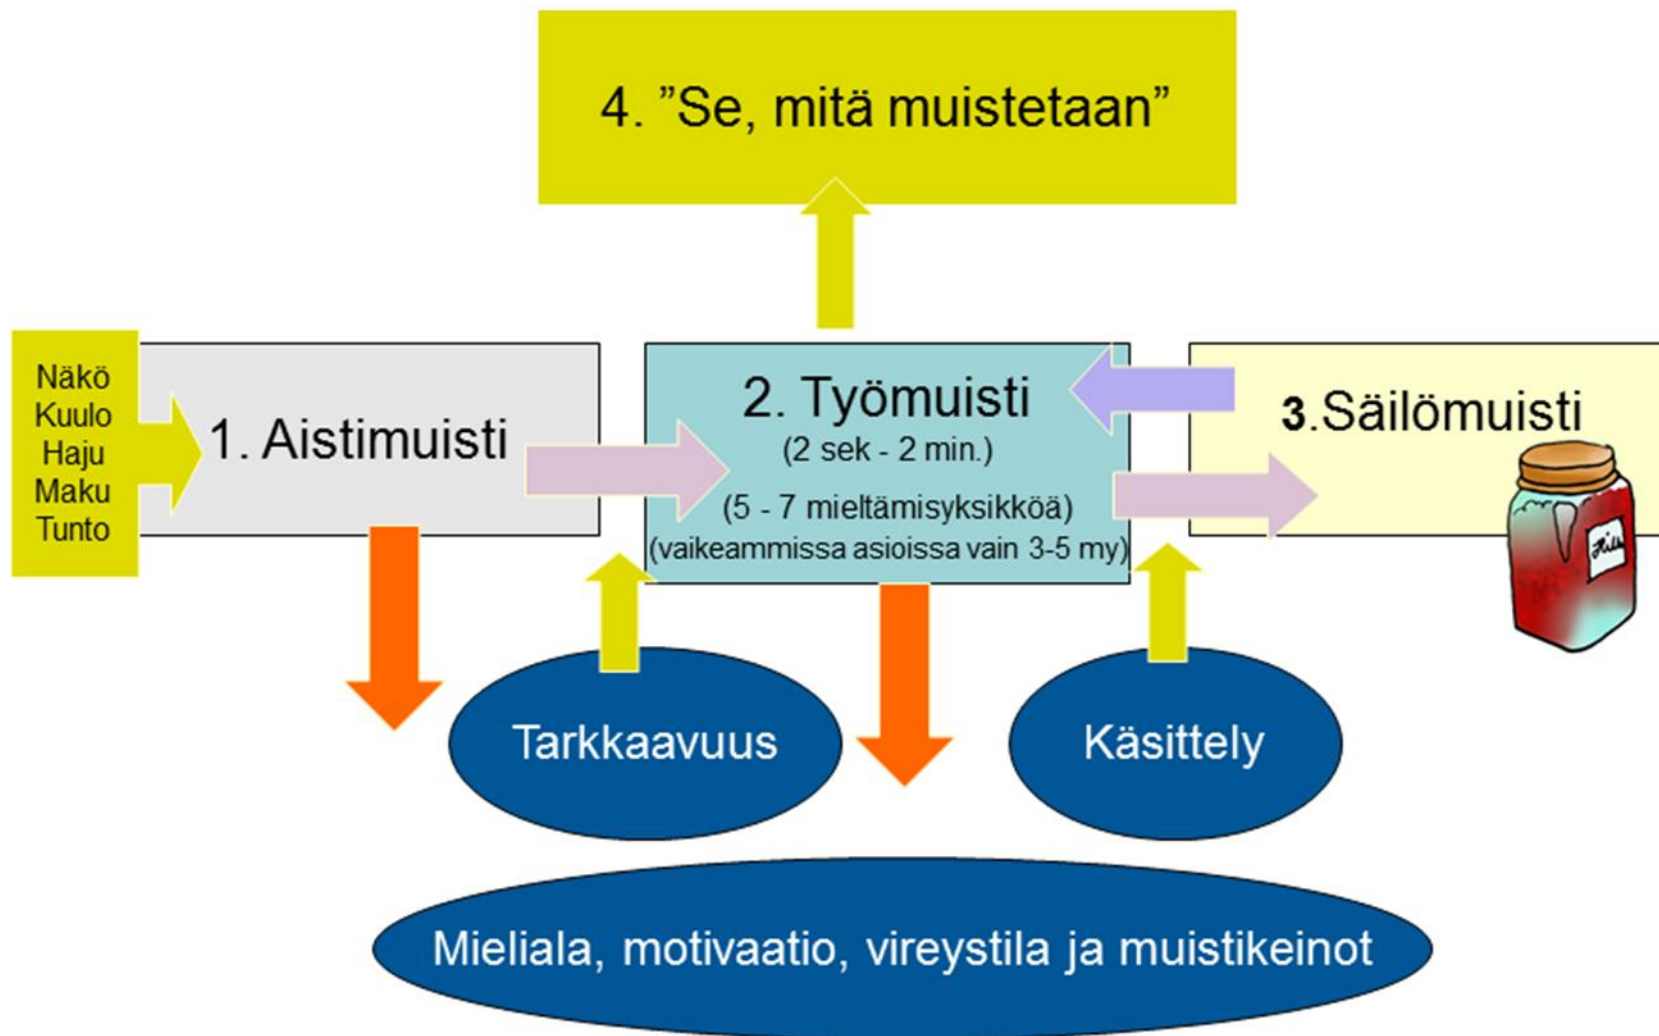 4. ”Se, mitä muistetaan”
Näkö
Kuulo
Haju
Maku
Tunto
1. Aistimuisti
2. Työmuisti
(2 sek - 2 min.)
(5 - 7 mieltämisyksikköä)
(vaikeammissa asioissa vain 3-5 my)
3.Säilömuisti
Tarkkaavuus
Käsittely
Mieliala, motivaatio, vireystila ja muistikeinot